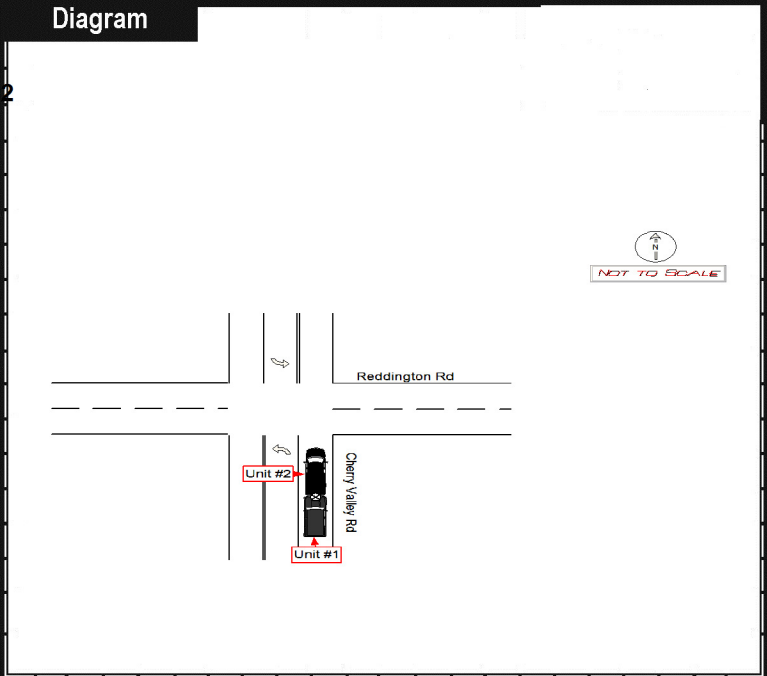 Diagram
2
N
NOT TO SCALE
Reddington Rd
Unit #2
Cherry Valley Rd
Unit #1